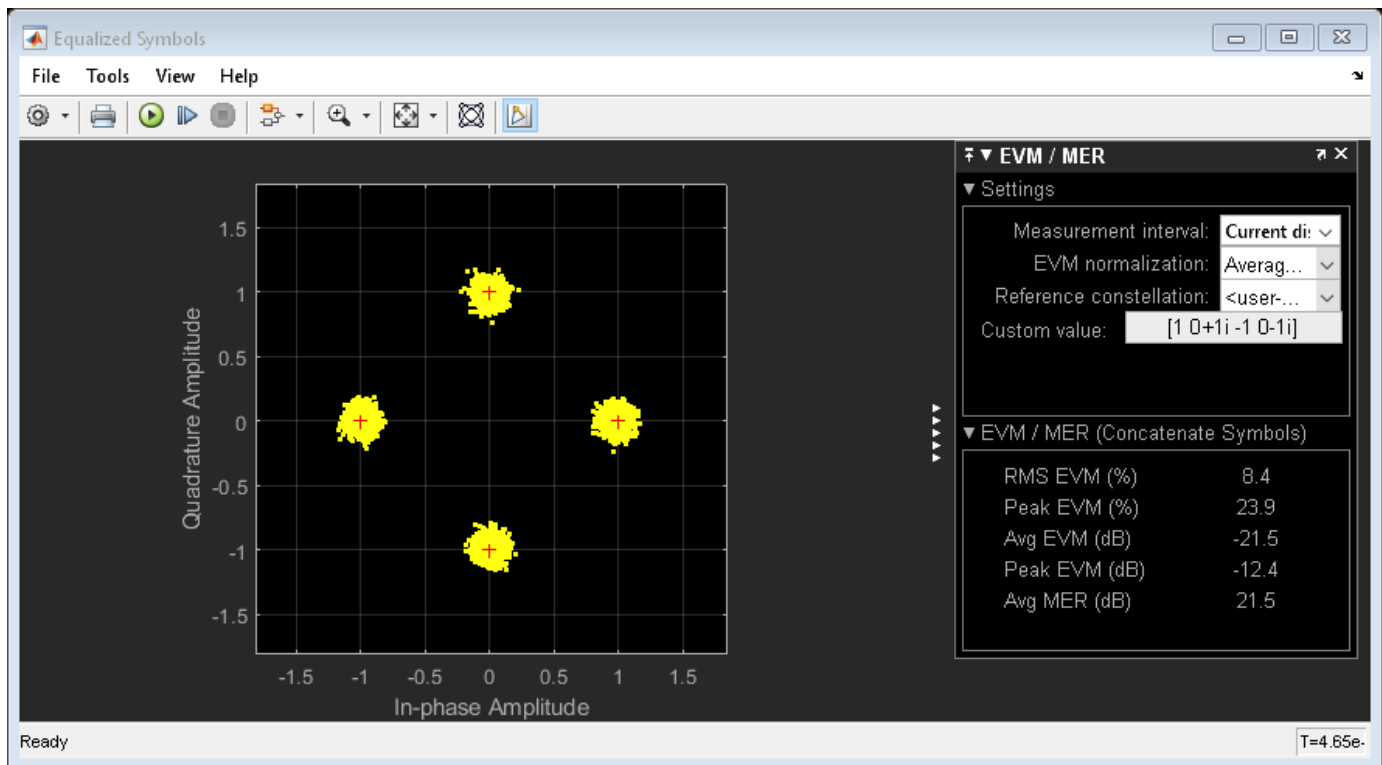 Equalized Symbols
File Tools View Help
EVM / MER
Settings
Measurement interval: Current di:
EVM normalization: Averag...
Reference constellation: <user-...
Custom value: [1 0+1i -1 0-1i]
EVM / MER (Concatenate Symbols)
RMS EVM (%) 8.4
Peak EVM (%) 23.9
Avg EVM (dB) -21.5
Peak EVM (dB) -12.4
Avg MER (dB) 21.5
Quadrature Amplitude
1.5
1
0.5
0
-0.5
-1
-1.5
-1.5 -1 -0.5 0 0.5 1 1.5
In-phase Amplitude
Ready T=4.65e-